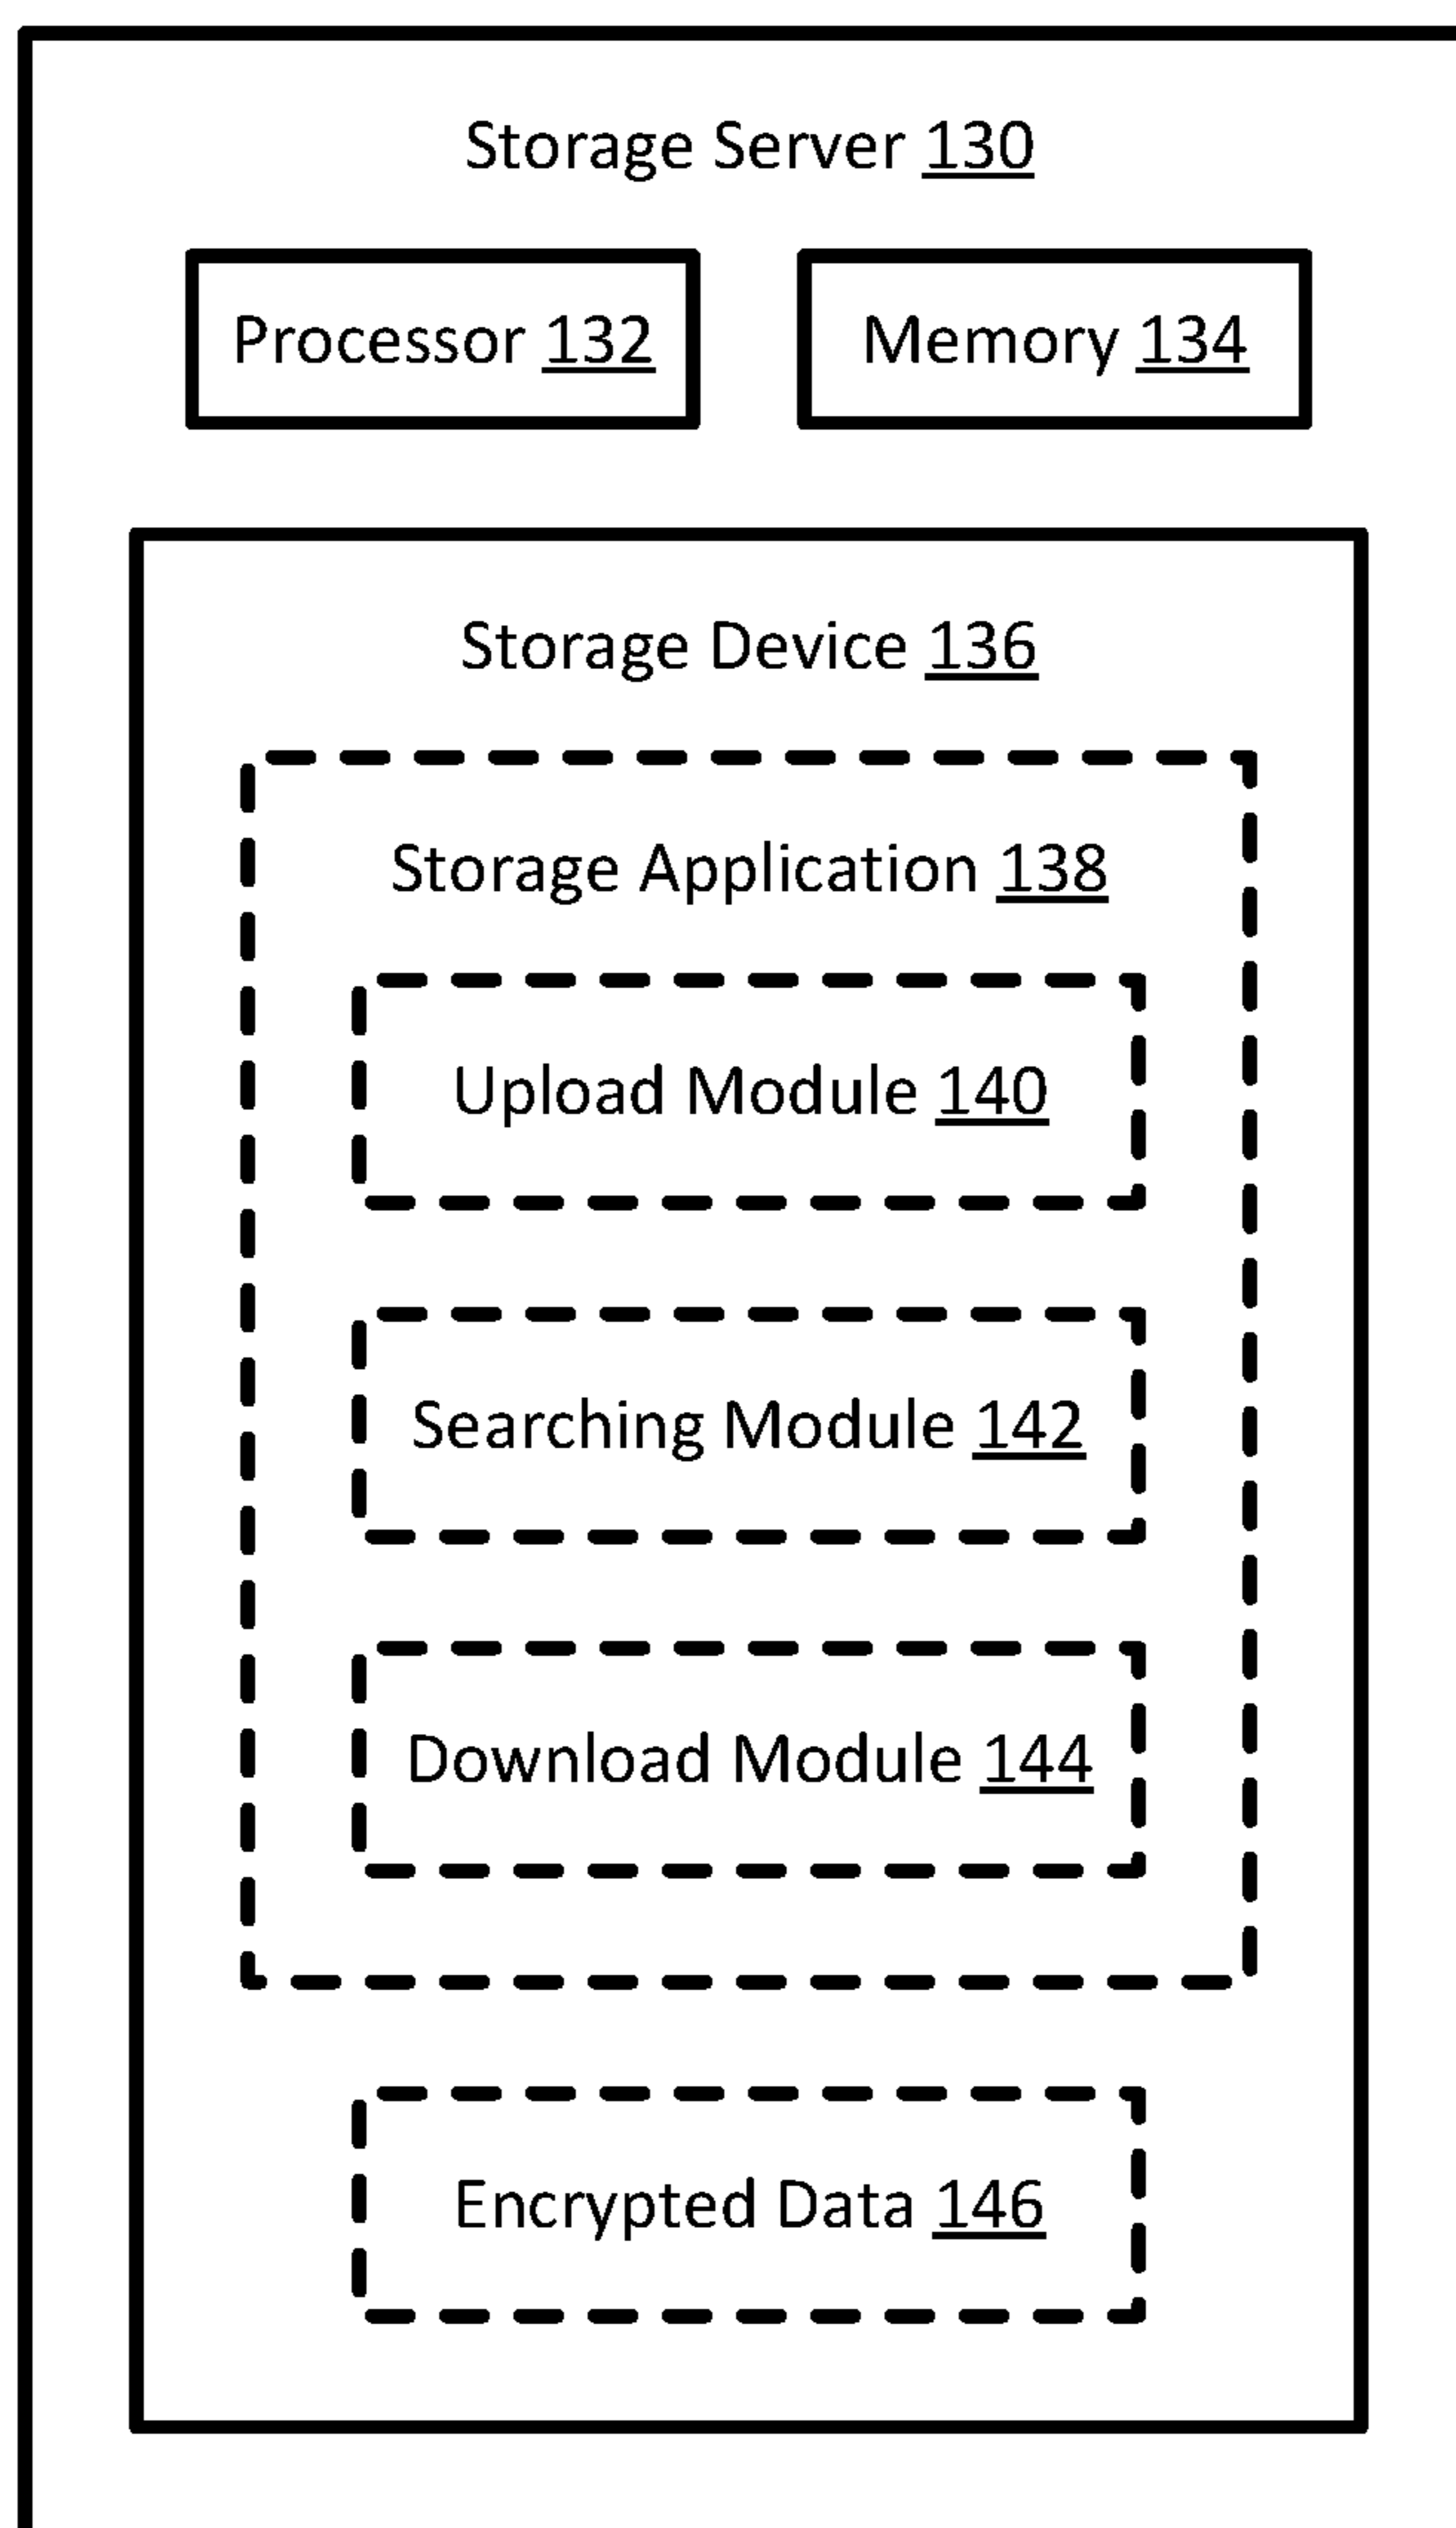 Storage Server 130
Processor 132
Memory 134
Storage Device 136
Storage Application 138
Upload Module 140
Searching Module 142
Download Module 144
Encrypted Data 146